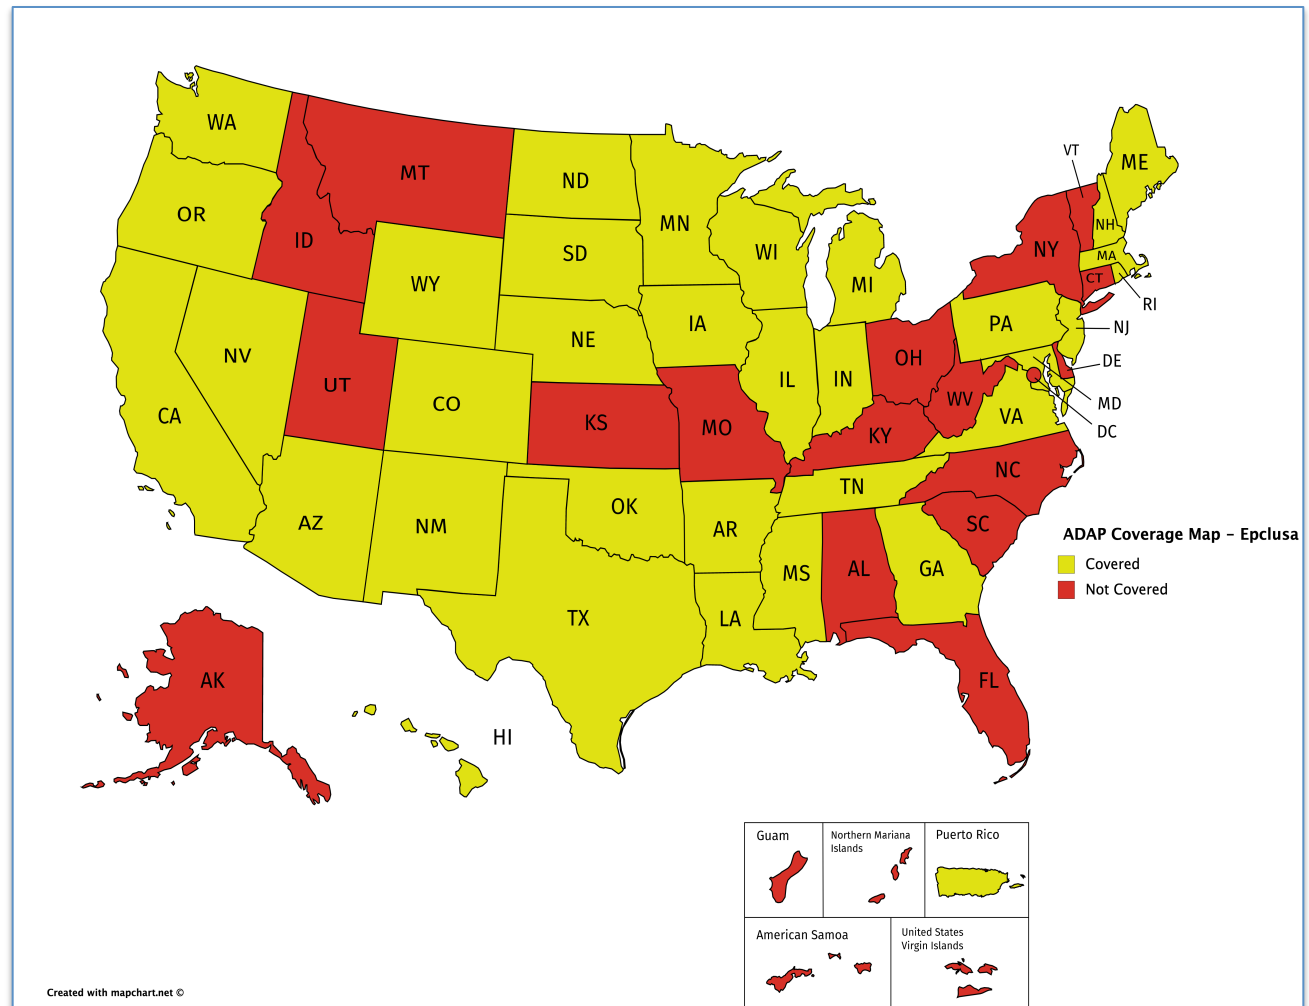 WA
VT
ME
MT
ND
OR
MN
NH
ID
NY
SD
WI
MA
WY
CT
MI
RI
IA
PA
NJ
NE
NV
OH
DE
UT
IL
IN
WV
CO
MD
CA
KS
MO
VA
KY
DC
NC
TN
OK
AZ
NM
AR
SC
ADAP Coverage Map – Epclusa
Covered
Not Covered
MS
AL
GA
TX
LA
AK
FL
HI
Guam
Northern Mariana
Islands
Puerto Rico
American Samoa
United States
Virgin Islands
Created with mapchart.net ©